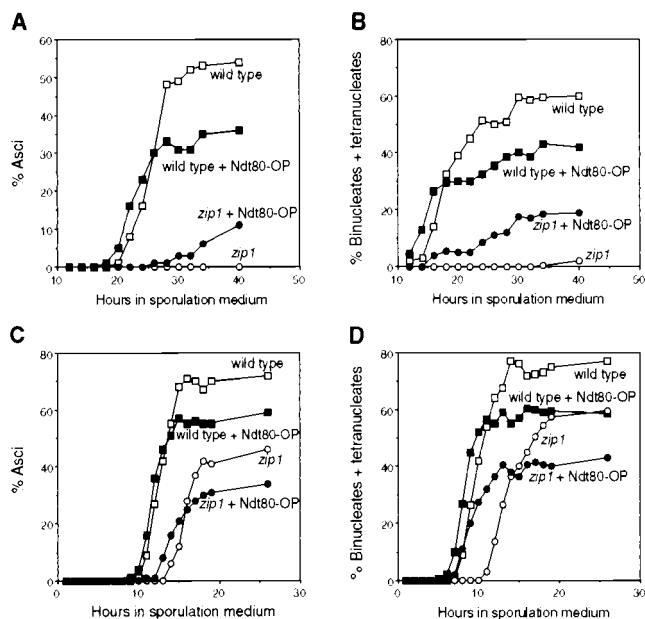 A
% Asci
60
50
40
30
20
10
0
10
20
30
40
50
wild type
wild type + Ndt80-OP
zip1 + Ndt80-OP
zip1
Hours in sporulation medium
B
% Binucleates + tetranucleates
80
60
40
20
0
10
20
30
40
50
wild type
wild type + Ndt80-OP
zip1 + Ndt80-OP
zip1
Hours in sporulation medium
C
% Asci
80
60
40
20
0
0
10
20
30
wild type
wild type + Ndt80-OP
zip1
zip1 + Ndt80-OP
Hours in sporulation medium
D
% Binucleates + tetranucleates
80
60
40
20
0
0
10
20
30
wild type
wild type + Ndt80-OP
zip1
zip1 + Ndt80-OP
Hours in sporulation medium